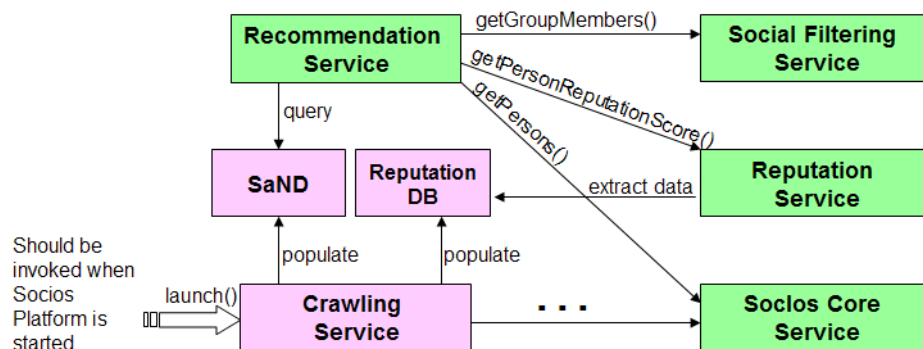 getGroupMembers()
Recommendation
Service
Social Filtering
Service
getPersonReputationScore()
getPersons()
query
SaND
Reputation
DB
extract data
Reputation
Service
populate
populate
Should be
invoked when
Socios
Platform is
started
launch()
Crawling
Service
...
SocIos Core
Service